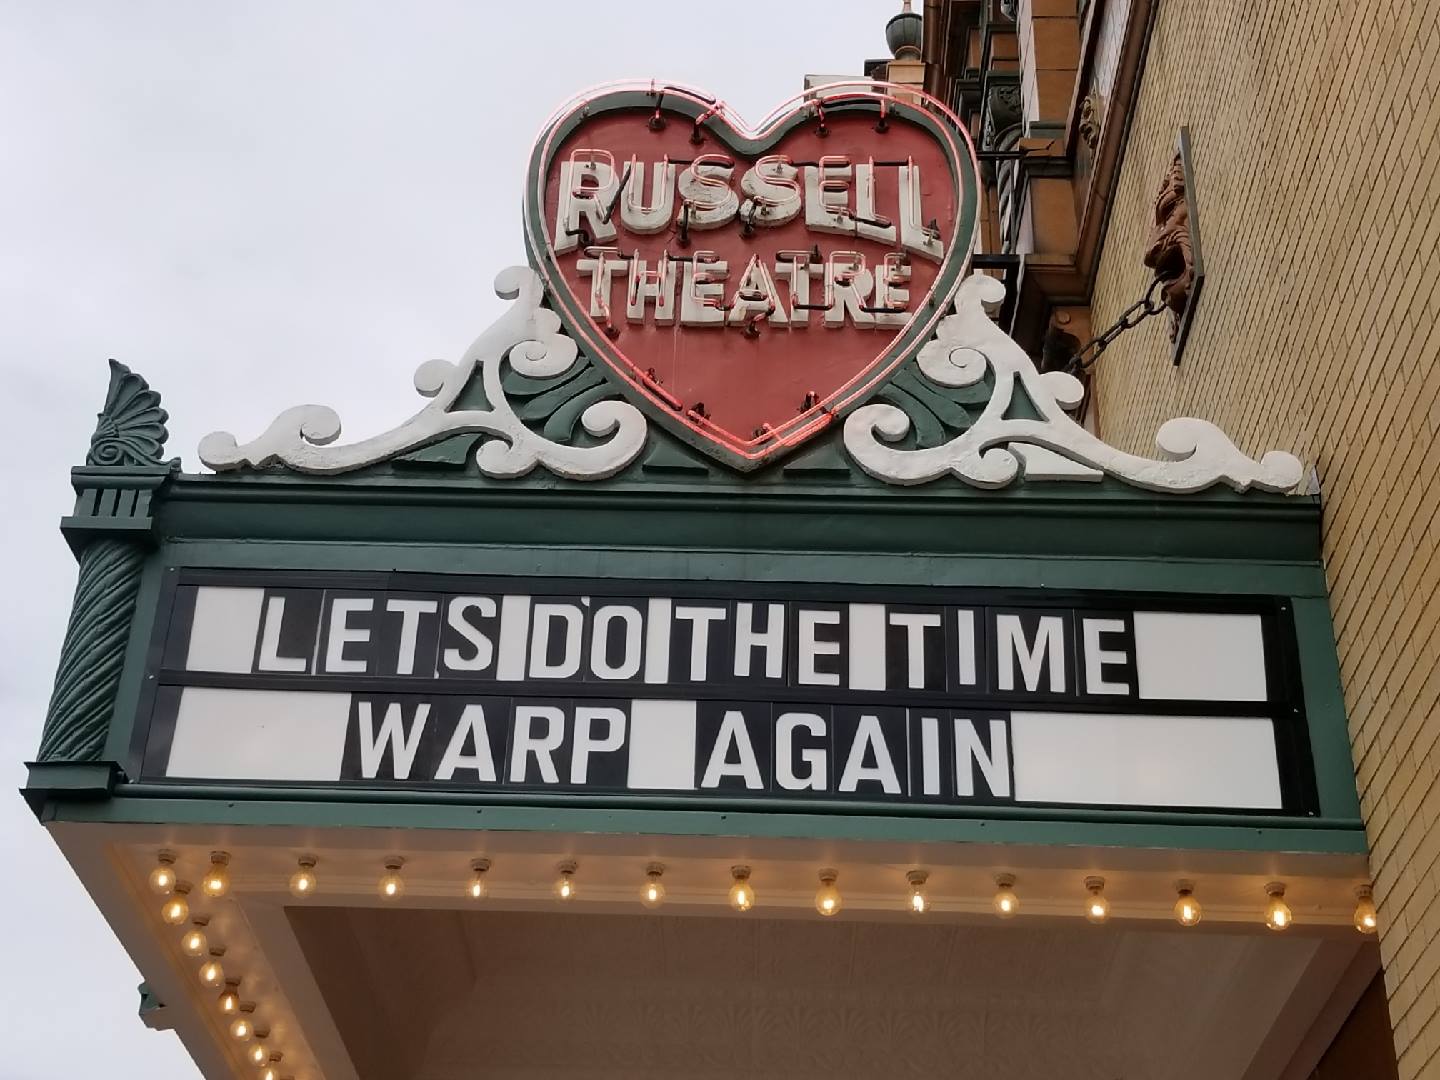 RUSSELL
THEATRE
LETS DO THE TIME
WARP AGAIN